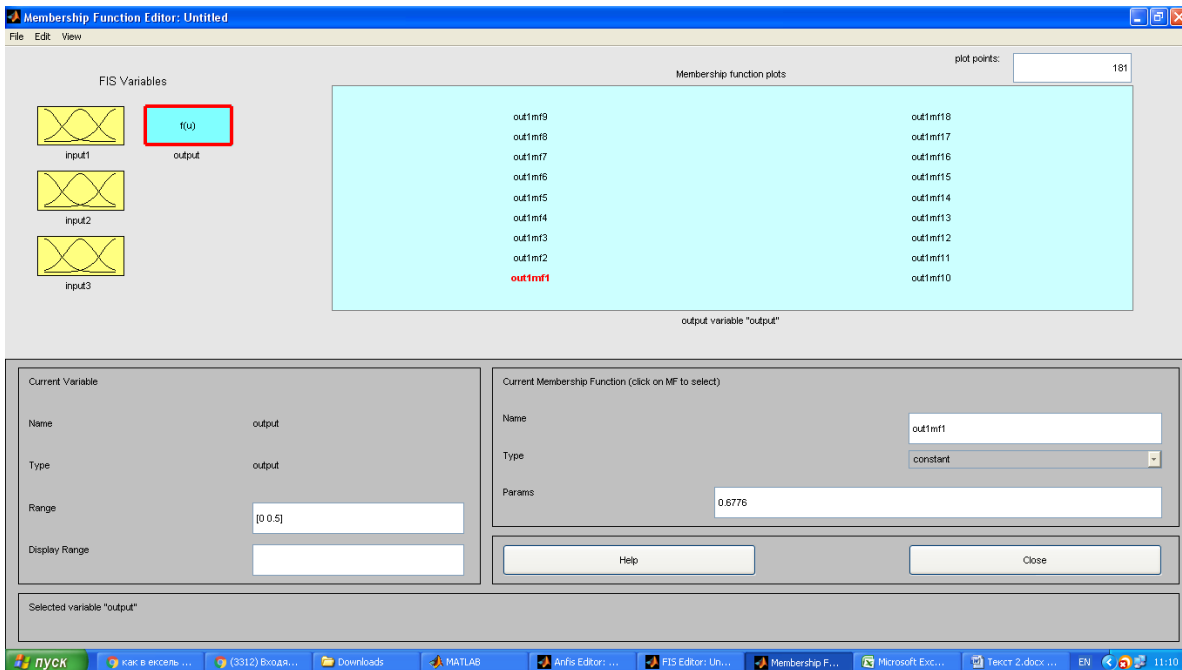 Membership Function Editor: Untitled
File Edit View
FIS Variables
plot points:
181
Membership function plots
f(u)
input1
output
input2
input3
out1mf9
out1mf8
out1mf7
out1mf6
out1mf5
out1mf4
out1mf3
out1mf2
out1mf1
out1mf18
out1mf17
out1mf16
out1mf15
out1mf14
out1mf13
out1mf12
out1mf11
out1mf10
output variable "output"
Current Variable
Name output
Type output
Range [0 0.5]
Display Range
Current Membership Function (click on MF to select)
Name out1mf1
Type constant
Params 0.6776
Help Close
Selected variable "output"
пуск как в ексель ... (3312) Входя... Downloads MATLAB Anfis Editor: ... FIS Editor: Un... Membership F... Microsoft Exc... Текст 2.docx ... EN 11:10